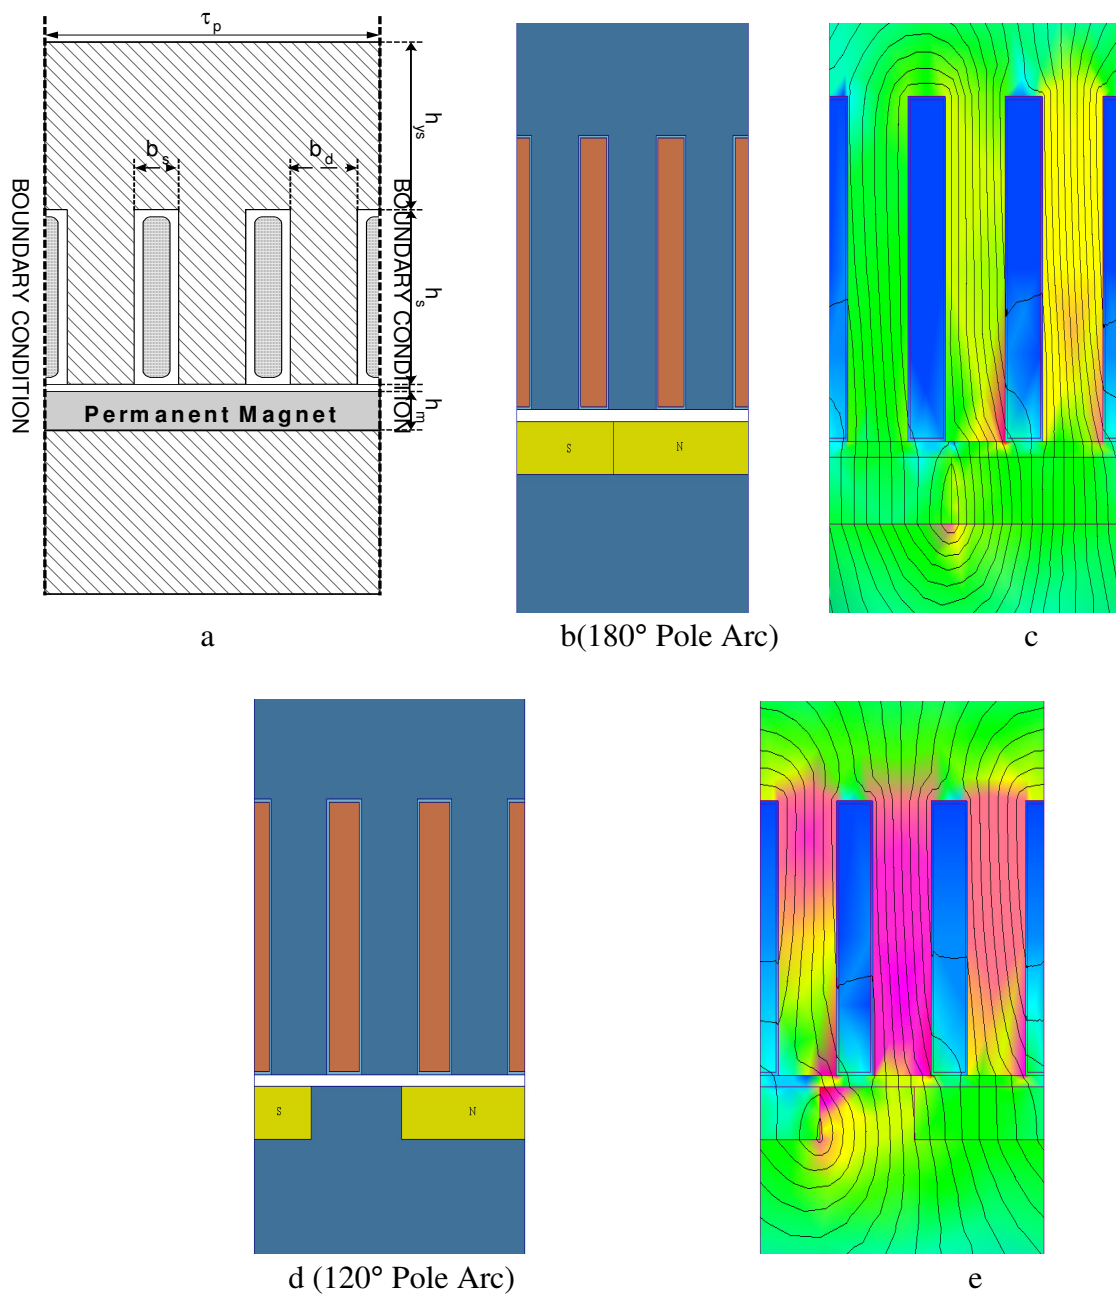 τp
hys
bs
bd
BOUNDARY CONDITION
BOUNDARY CONDITION
hs
hm
Permanent Magnet
S
N
a
b(180° Pole Arc)
c
S
N
d (120° Pole Arc)
e